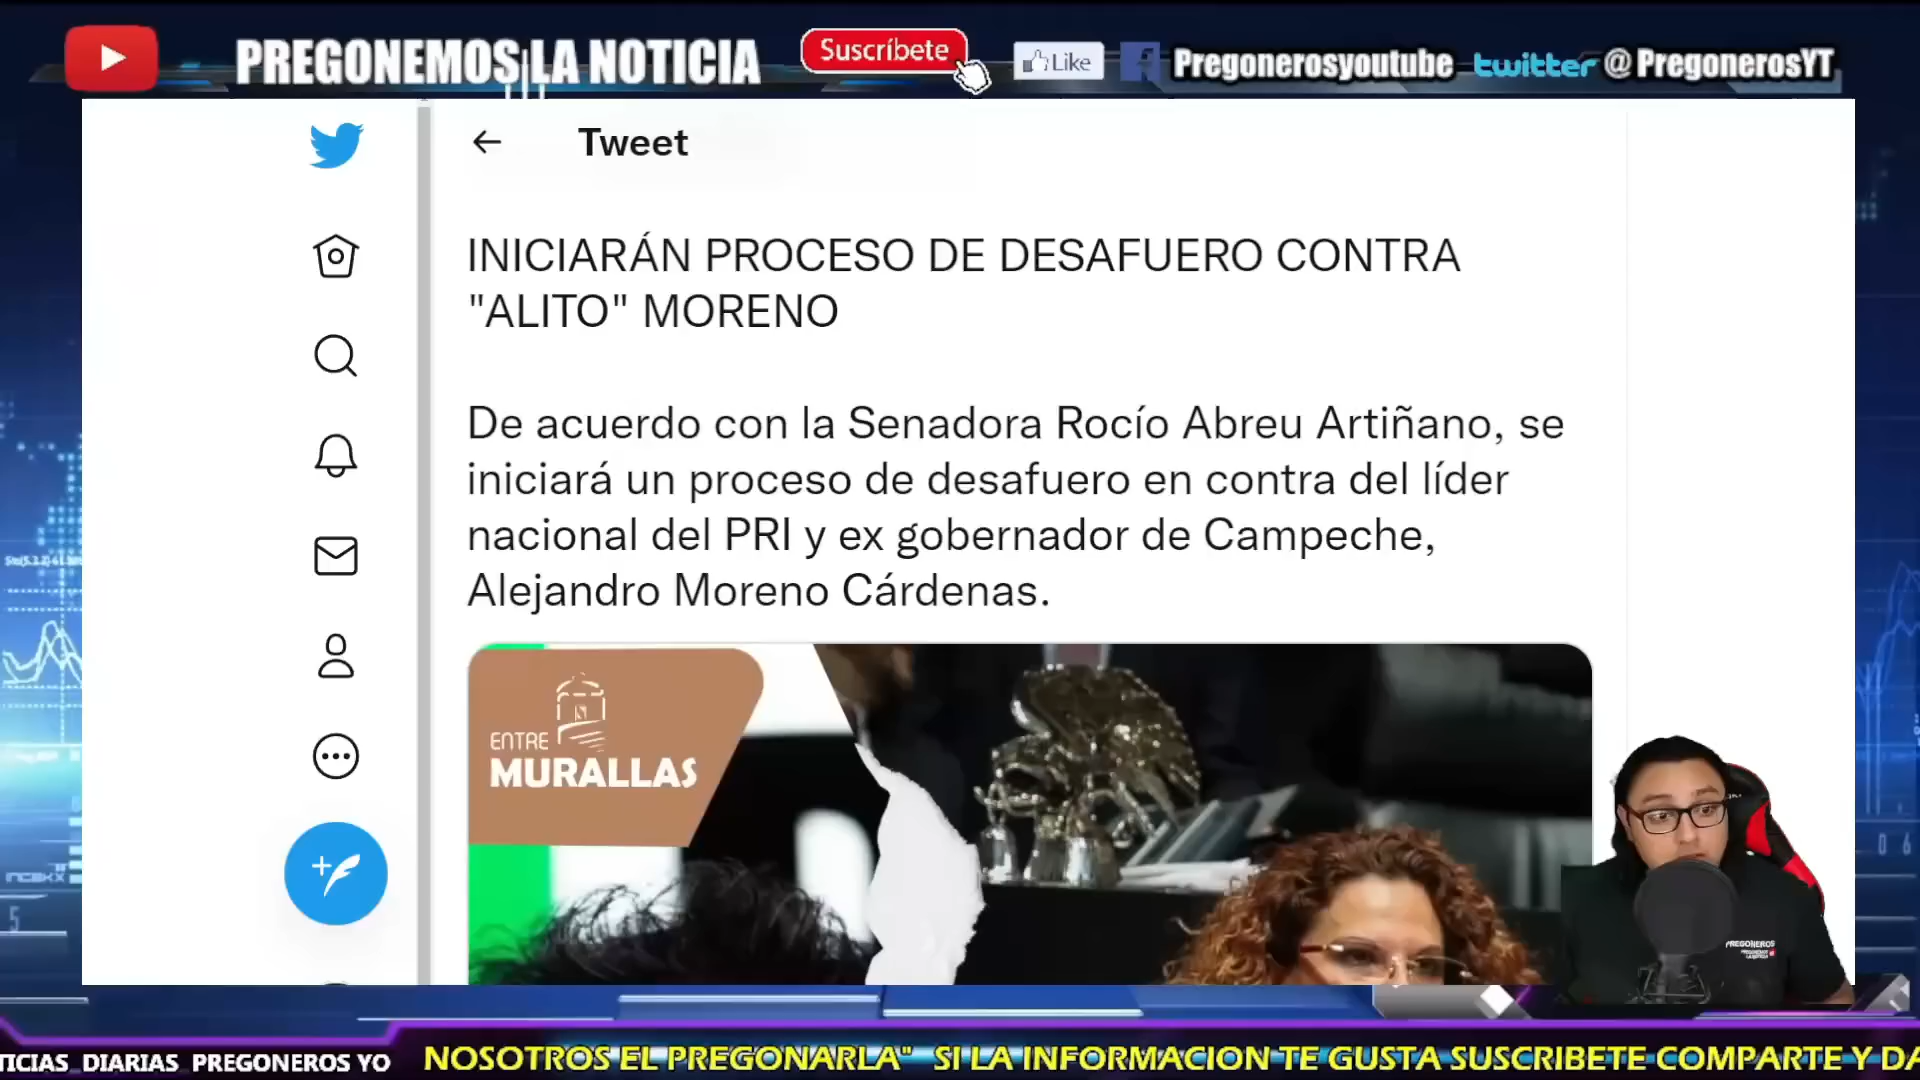 PREGONEMOS LA NOTICIA
Suscríbete
Like
Pregonerosyoutube
twitter @PregonerosYT
Tweet
INICIARÁN PROCESO DE DESAFUERO CONTRA
"ALITO" MORENO
De acuerdo con la Senadora Rocío Abreu Artiñano, se
iniciará un proceso de desafuero en contra del líder
nacional del PRI y ex gobernador de Campeche,
Alejandro Moreno Cárdenas.
ENTRE
MURALLAS
PREGONEROS
TICIAS_DIARIAS_PREGONEROS YO
NOSOTROS EL PREGONARLA" SI LA INFORMACION TE GUSTA SUSCRIBETE COMPARTE Y DA